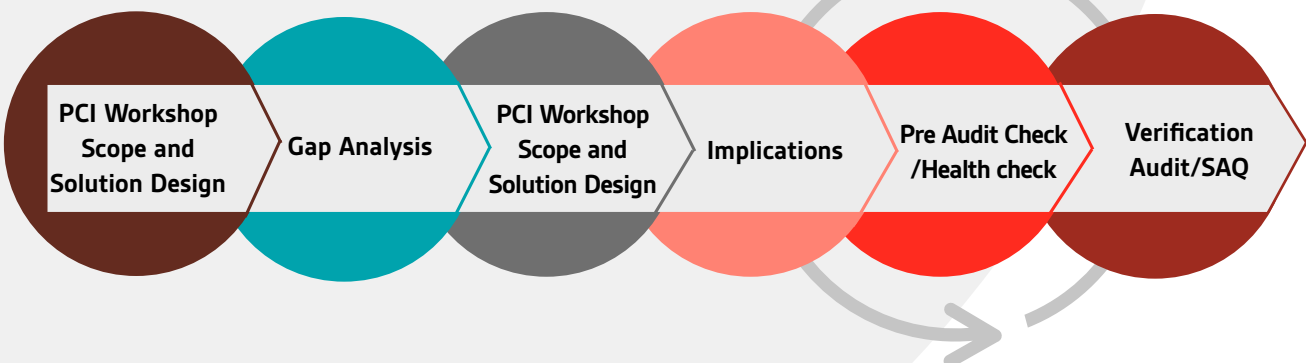 PCI Workshop
Scope and
Solution Design
Gap Analysis
PCI Workshop
Scope and
Solution Design
Implications
Pre Audit Check
/Health check
Verification
Audit/SAQ